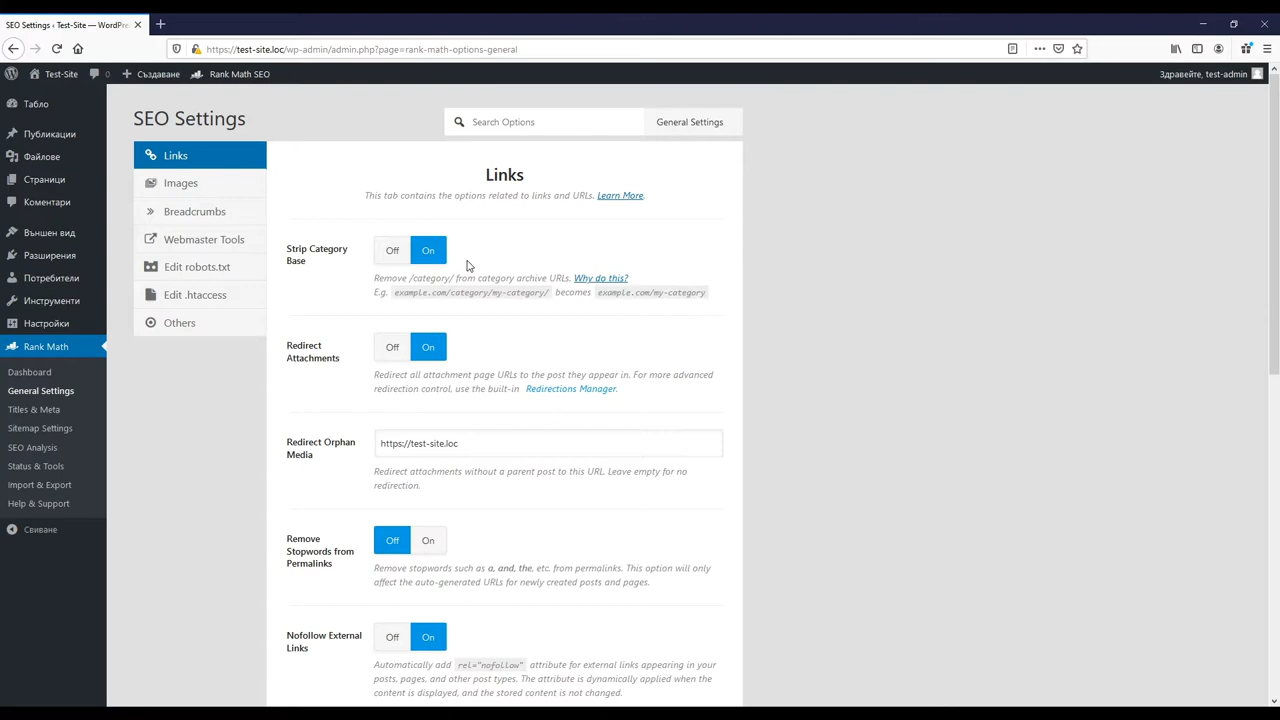 SEO Settings ‹ Test-Site — WordPre
https://test-site.loc/wp-admin/admin.php?page=rank-math-options-general
Test-Site
0
Създаване
Rank Math SEO
Здравейте, test-admin
Табло
Публикации
Файлове
Страници
Коментари
Външен вид
Разширения
Потребители
Инструменти
Настройки
Rank Math
Dashboard
General Settings
Titles & Meta
Sitemap Settings
SEO Analysis
Status & Tools
Import & Export
Help & Support
Свиване
SEO Settings
Search Options
General Settings
Links
Images
Breadcrumbs
Webmaster Tools
Edit robots.txt
Edit .htaccess
Others
Links
This tab contains the options related to links and URLs. Learn More.
Strip Category
Base
Off On
Remove /category/ from category archive URLs. Why do this?
E.g. example.com/category/my-category/ becomes example.com/my-category
Redirect
Attachments
Off On
Redirect all attachment page URLs to the post they appear in. For more advanced
redirection control, use the built-in Redirections Manager.
Redirect Orphan
Media
https://test-site.loc
Redirect attachments without a parent post to this URL. Leave empty for no
redirection.
Remove
Stopwords from
Permalinks
Off On
Remove stopwords such as a, and, the, etc. from permalinks. This option will only
affect the auto-generated URLs for newly created posts and pages.
Nofollow External
Links
Off On
Automatically add rel="nofollow" attribute for external links appearing in your
posts, pages, and other post types. The attribute is dynamically applied when the
content is displayed, and the stored content is not changed.